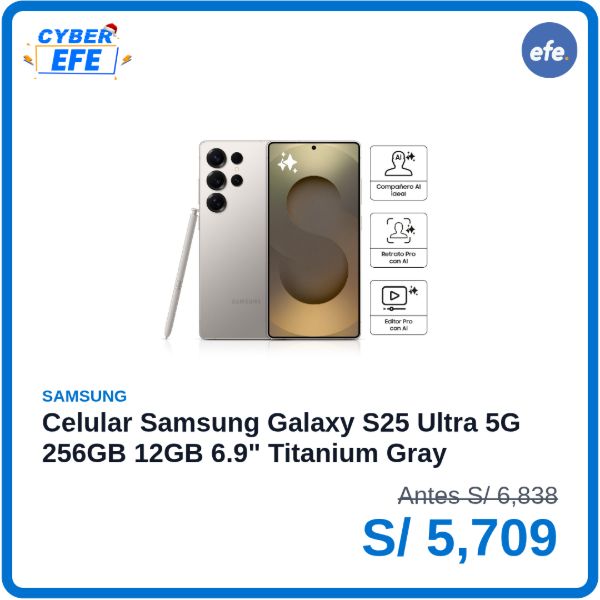 CYBER
EFE
efe.
AI
Compañero AI
ideal
Retrato Pro
con AI
Editor Pro
con AI
SAMSUNG
SAMSUNG
Celular Samsung Galaxy S25 Ultra 5G
256GB 12GB 6.9" Titanium Gray
Antes S/ 6,838
S/ 5,709